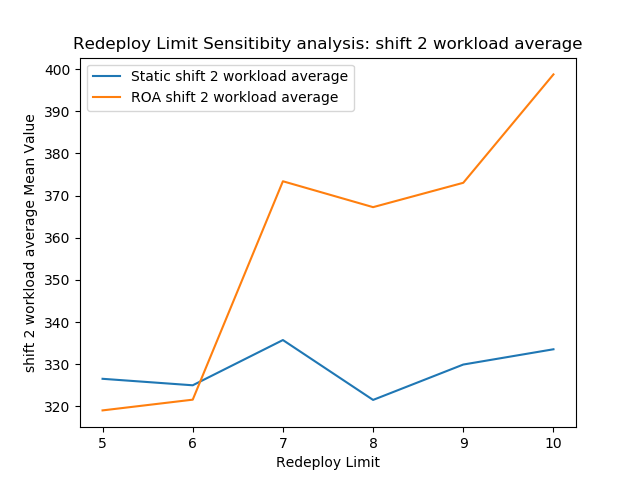 Redeploy Limit Sensitibity analysis: shift 2 workload average
Static shift 2 workload average
ROA shift 2 workload average
shift 2 workload average Mean Value
400
390
380
370
360
350
340
330
320
5 6 7 8 9 10
Redeploy Limit